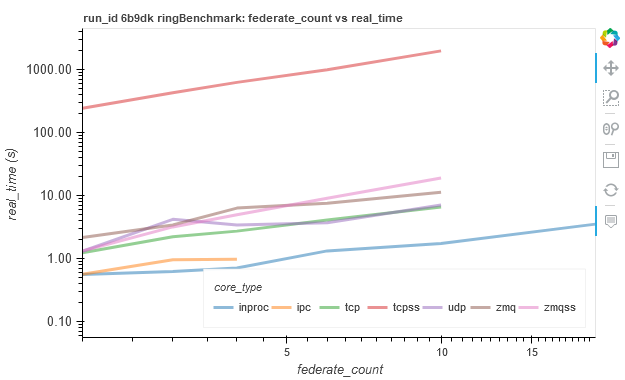 run_id 6b9dk ringBenchmark: federate_count vs real_time
1000.00
100.00
10.00
1.00
0.10
real_time (s)
core_type
inproc ipc tcp tcpss udp zmq zmqss
5 10 15
federate_count